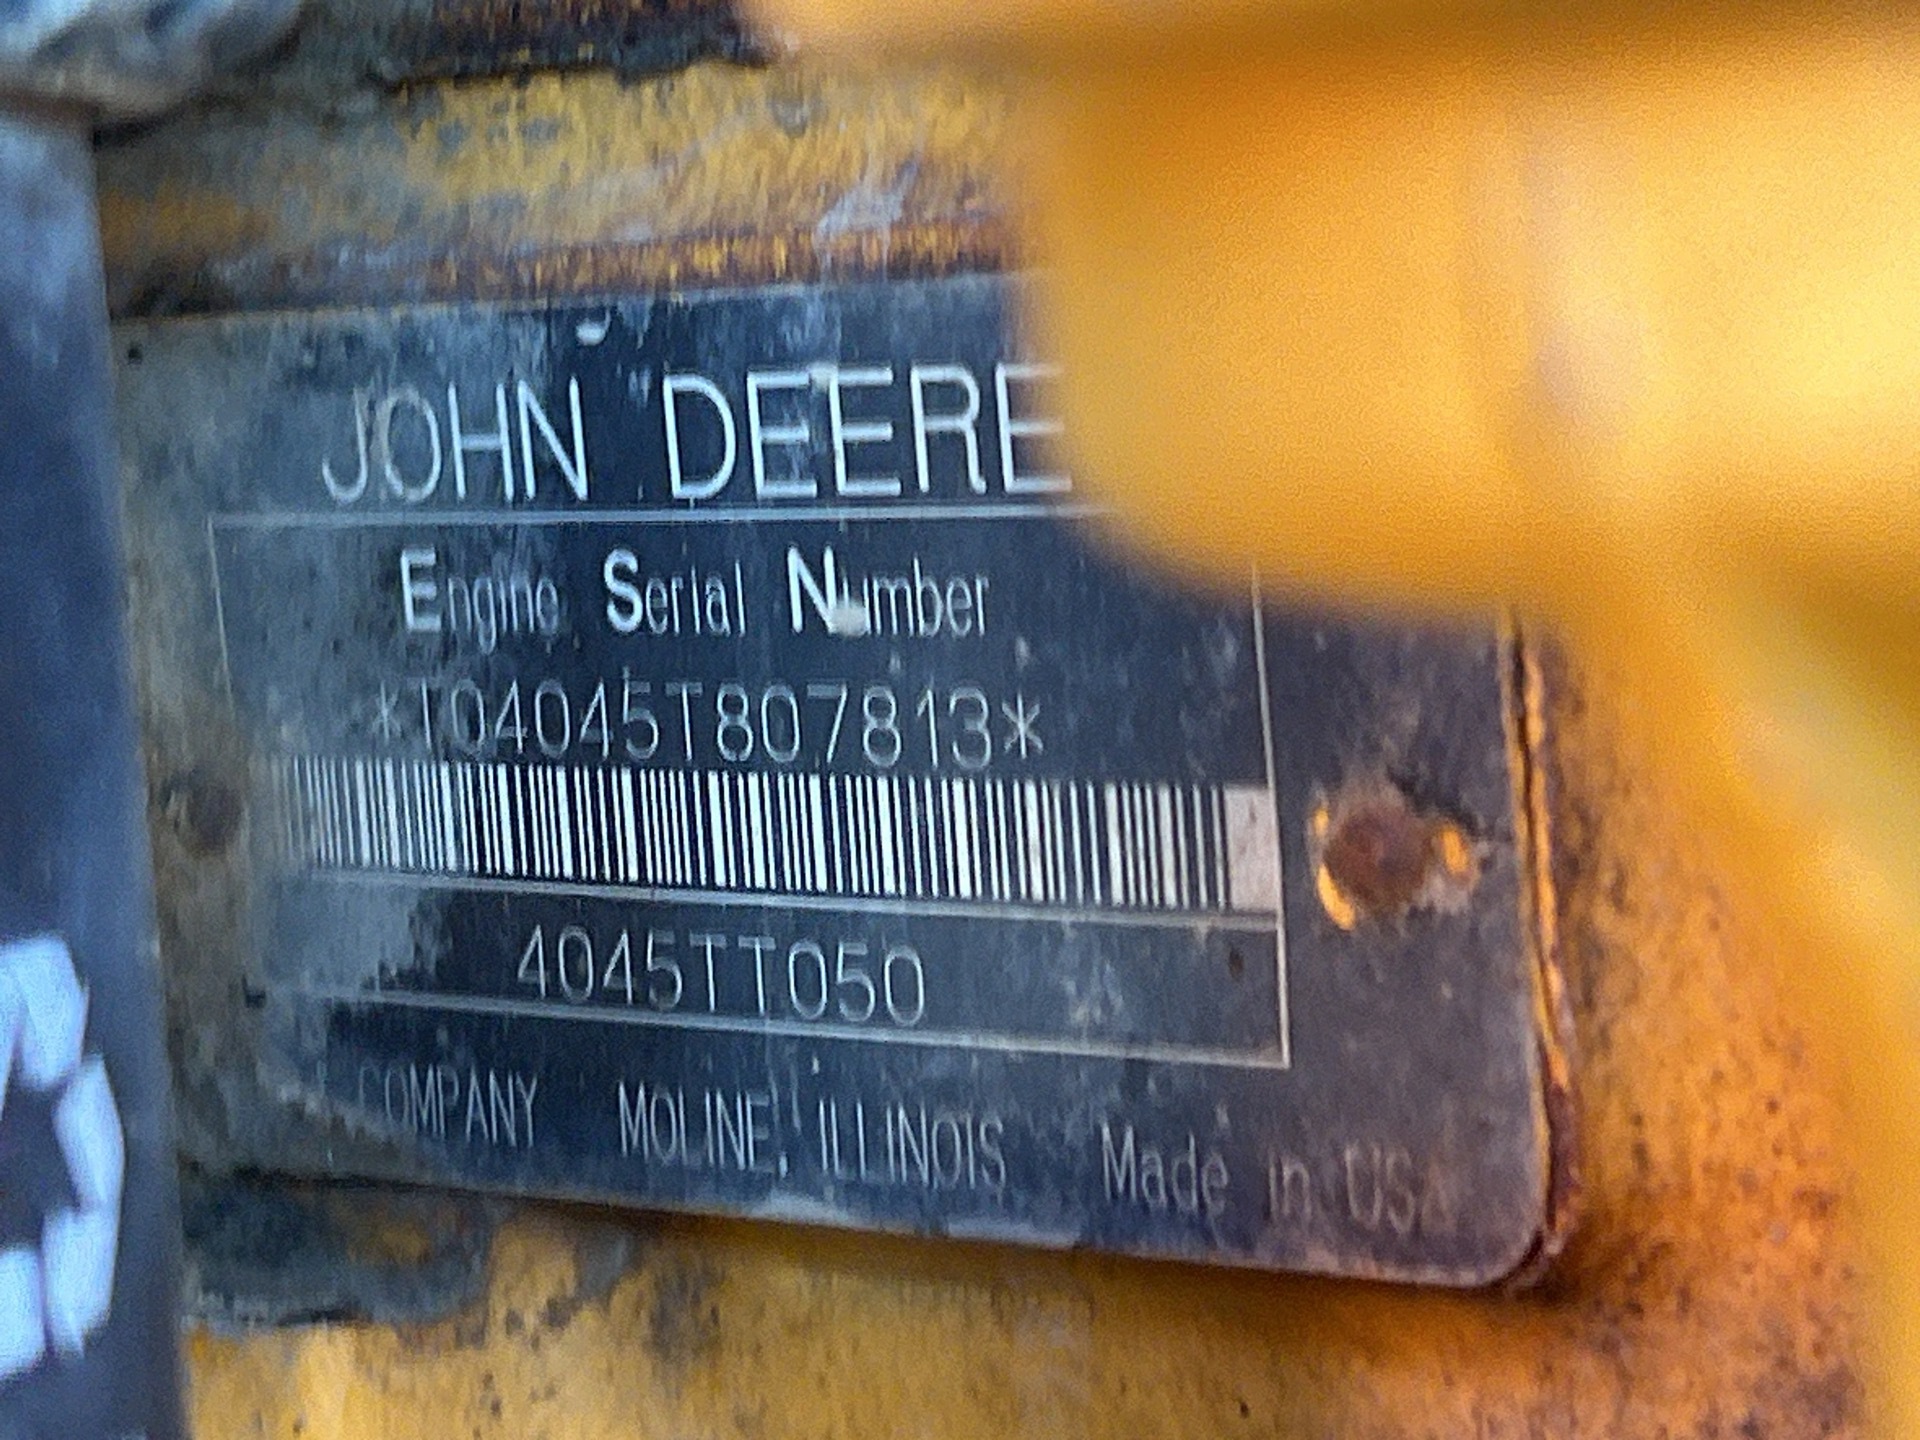 JOHN DEERE
Engine Serial Number
*T04045T807813*
4045TT050
COMPANY MOLINE, ILLINOIS Made in USA